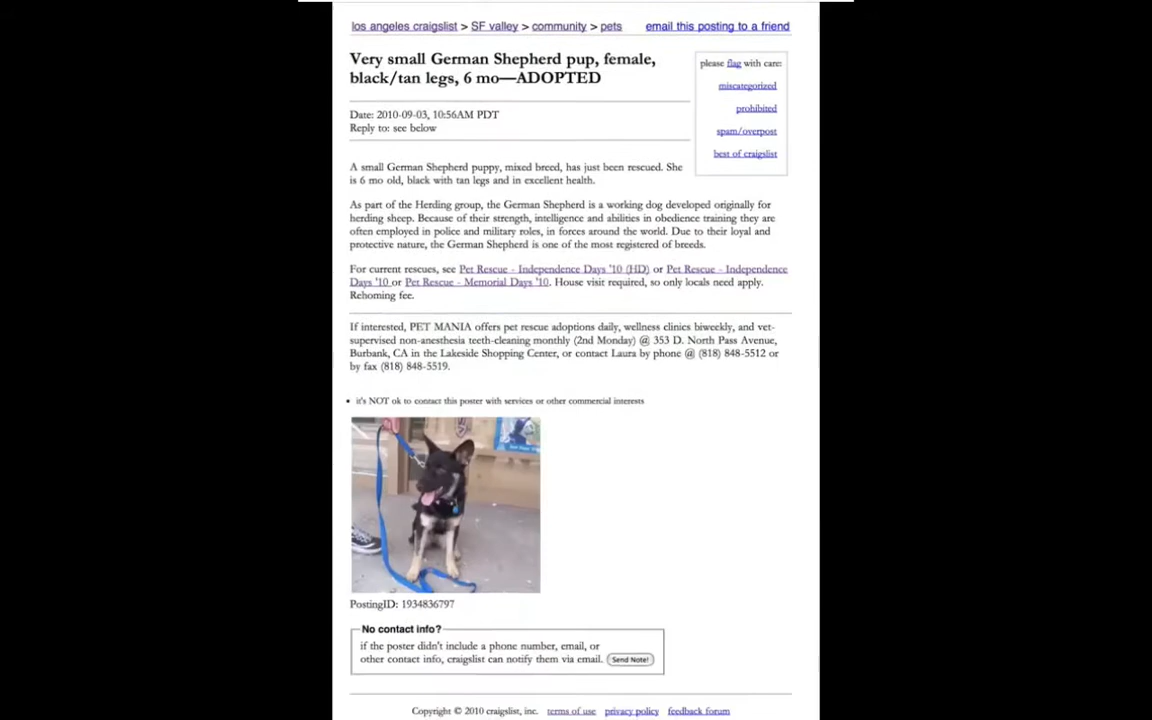 los angeles craigslist > SF valley > community > pets email this posting to a friend
Very small German Shepherd pup, female,
black/tan legs, 6 mo—ADOPTED
please flag with care:
miscategorized
prohibited
spam/overpost
best of craigslist
Date: 2010-09-03, 10:56AM PDT
Reply to: see below
A small German Shepherd puppy, mixed breed, has just been rescued. She
is 6 mo old, black with tan legs and in excellent health.
As part of the Herding group, the German Shepherd is a working dog developed originally for
herding sheep. Because of their strength, intelligence and abilities in obedience training they are
often employed in police and military roles, in forces around the world. Due to their loyal and
protective nature, the German Shepherd is one of the most registered of breeds.
For current rescues, see Pet Rescue - Independence Days '10 (HD) or Pet Rescue - Independence
Days '10 or Pet Rescue - Memorial Days '10. House visit required, so only locals need apply.
Rehoming fee.
If interested, PET MANIA offers pet rescue adoptions daily, wellness clinics biweekly, and vet-
supervised non-anesthesia teeth-cleaning monthly (2nd Monday) @ 353 D. North Pass Avenue,
Burbank, CA in the Lakeside Shopping Center, or contact Laura by phone @ (818) 848-5512 or
by fax (818) 848-5519.
• it's NOT ok to contact this poster with services or other commercial interests
PostingID: 1934836797
No contact info?
if the poster didn't include a phone number, email, or
other contact info, craigslist can notify them via email. Send Note!
Copyright © 2010 craigslist, inc. terms of use privacy policy feedback forum